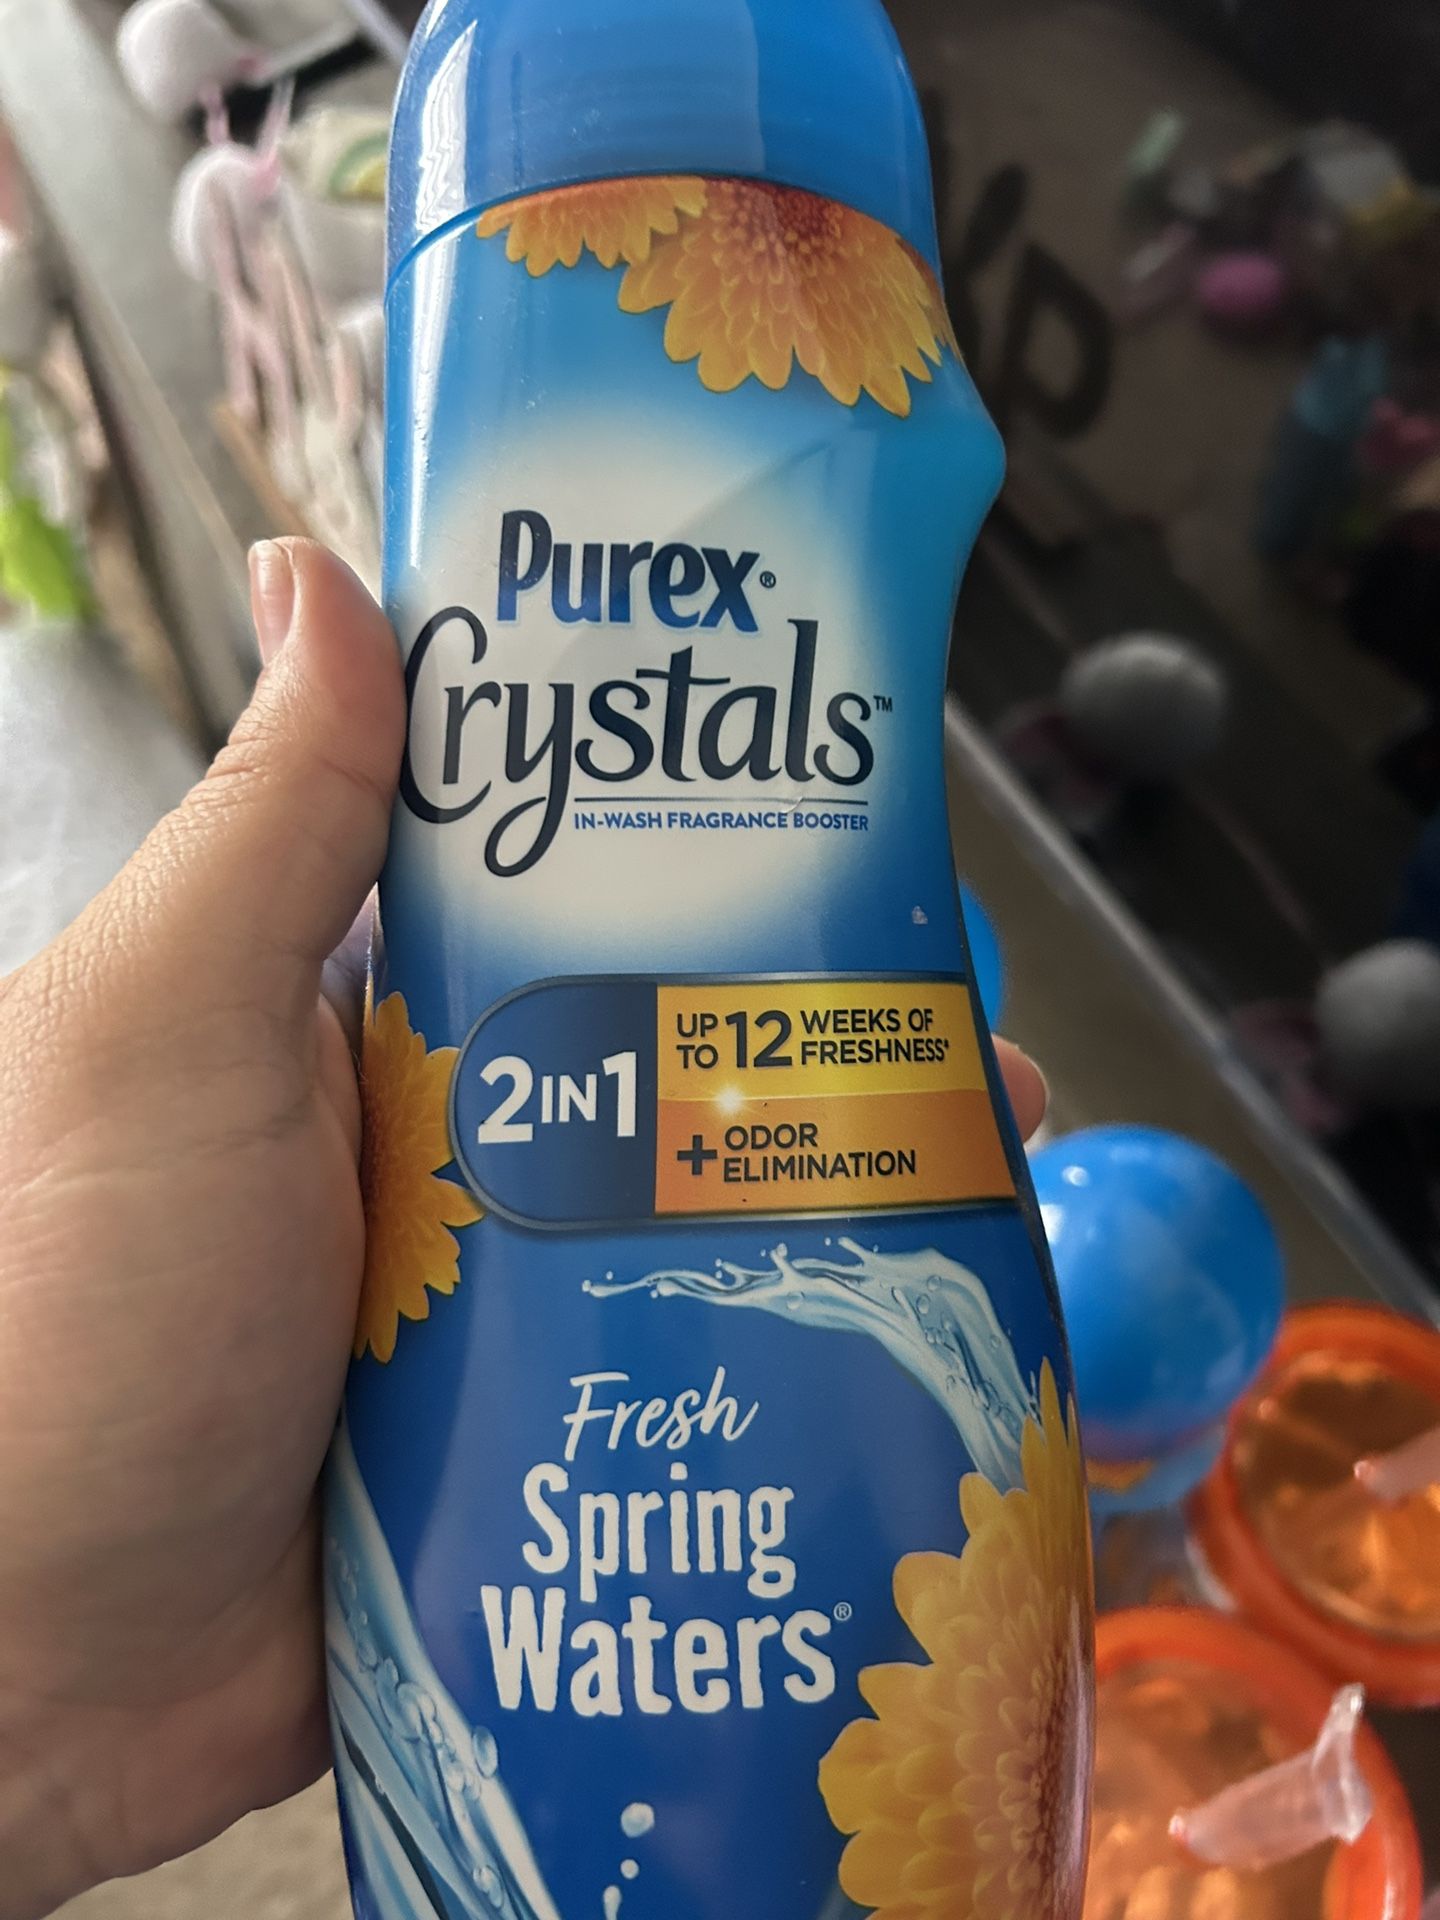 Purex®
Crystals™
IN-WASH FRAGRANCE BOOSTER
2IN1
UP TO 12 WEEKS OF FRESHNESS*
+ ODOR ELIMINATION
Fresh
Spring
Waters®